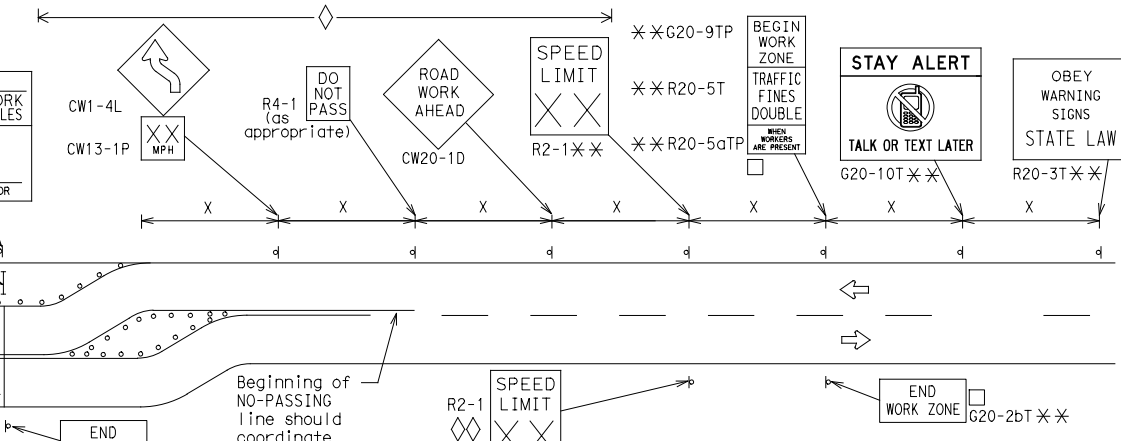 ORK
LES
OR
CW1-4L
CW13-1P
XX
MPH
R4-1
(as
appropriate)
DO
NOT
PASS
ROAD
WORK
AHEAD
CW20-1D
SPEED
LIMIT
X X
R2-1**
**G20-9TP
**R20-5T
**R20-5aTP
BEGIN
WORK
ZONE
TRAFFIC
FINES
DOUBLE
WHEN
WORKERS
ARE PRESENT
STAY ALERT
TALK OR TEXT LATER
G20-10T**
OBEY
WARNING
SIGNS
STATE LAW
R20-3T**
X X X X X X X
Beginning of
NO-PASSING
line should
coordinate
R2-1
SPEED
LIMIT
X X
END
WORK ZONE
G20-2bT**
END